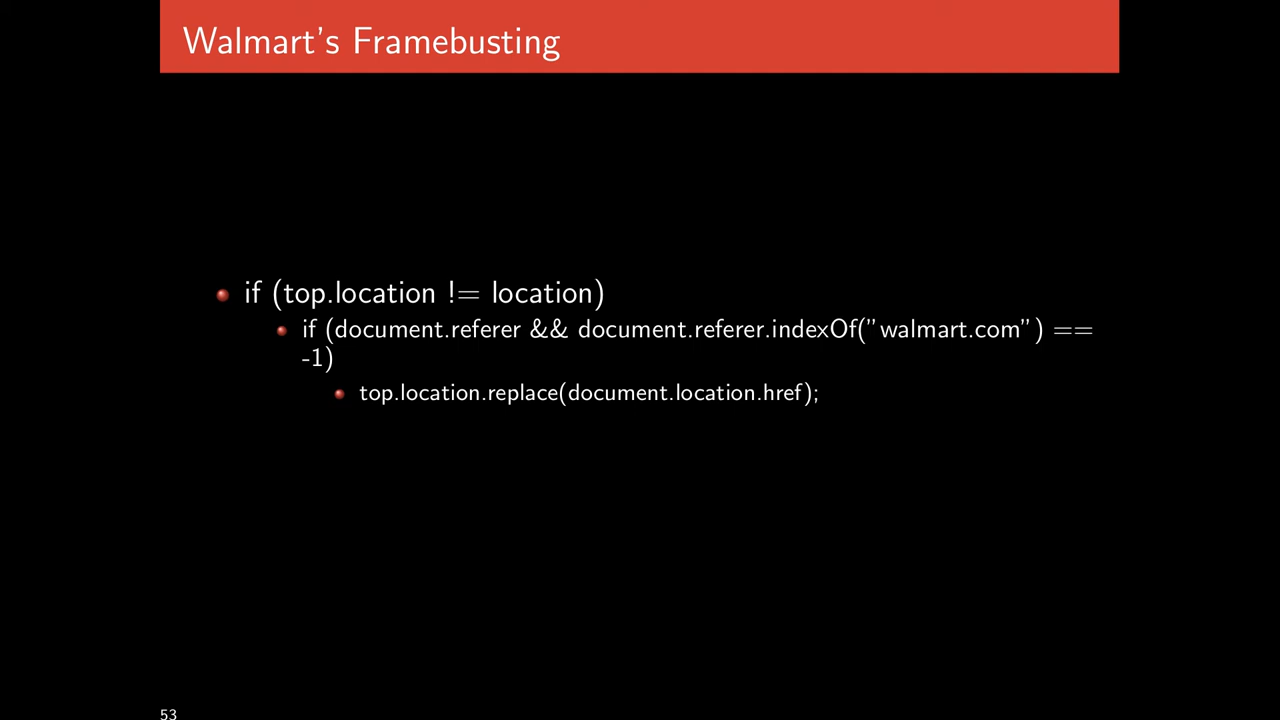 Walmart's Framebusting
if (top.location != location)
if (document.referer && document.referer.indexOf(”walmart.com”) ==
-1)
top.location.replace(document.location.href);
53